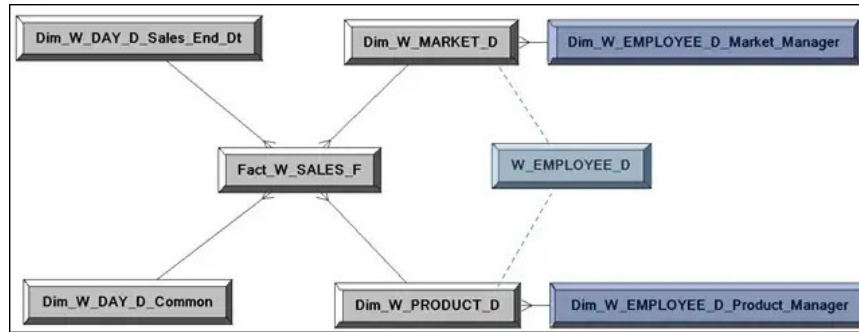 Dim_W_DAY_D_Sales_End_Dt
Dim_W_MARKET_D
Dim_W_EMPLOYEE_D_Market_Manager
Fact_W_SALES_F
W_EMPLOYEE_D
Dim_W_DAY_D_Common
Dim_W_PRODUCT_D
Dim_W_EMPLOYEE_D_Product_Manager